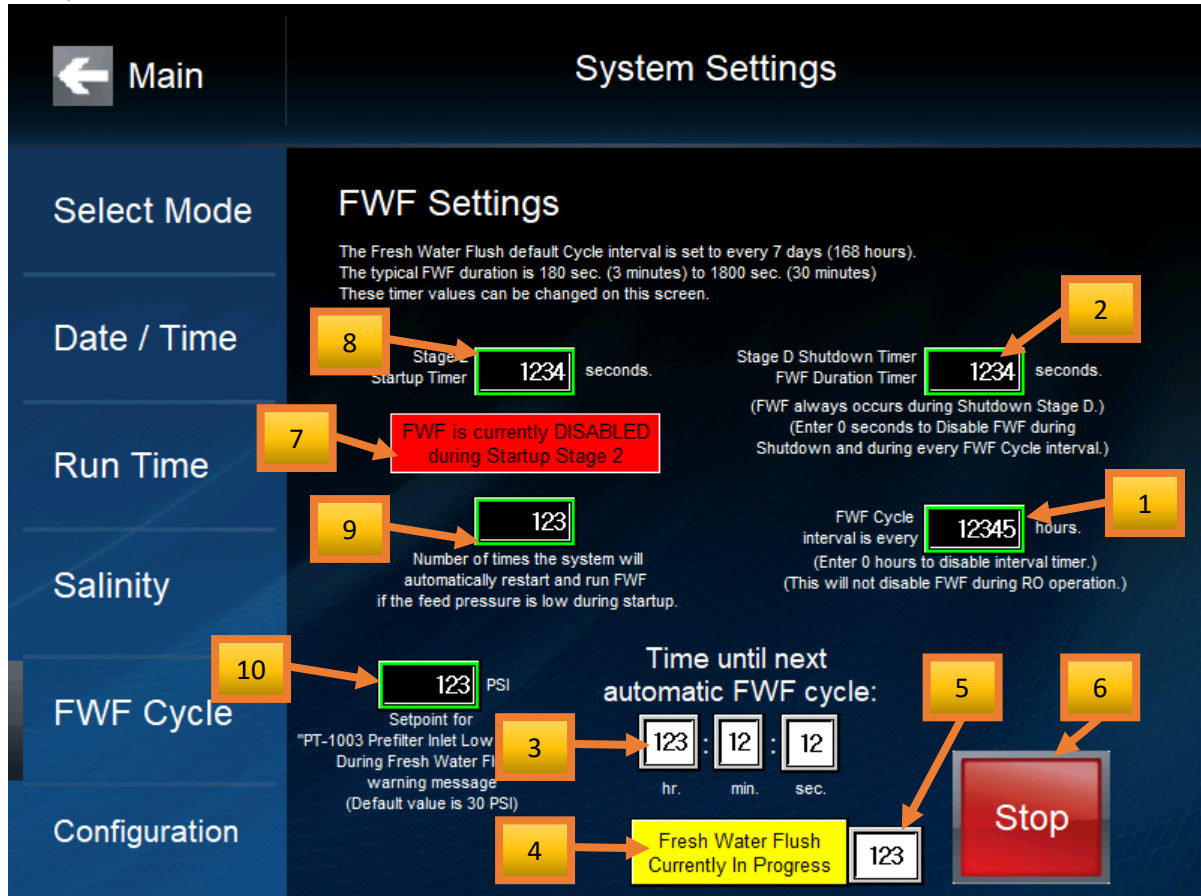 Main
System Settings
Select Mode
Date / Time
Run Time
Salinity
FWF Cycle
Configuration
FWF Settings
The Fresh Water Flush default Cycle interval is set to every 7 days (168 hours).
The typical FWF duration is 180 sec. (3 minutes) to 1800 sec. (30 minutes)
These timer values can be changed on this screen.
8
Stage 2
Startup Timer
1234
seconds.
2
Stage D Shutdown Timer
FWF Duration Timer
1234
seconds.
(FWF always occurs during Shutdown Stage D.)
(Enter 0 seconds to Disable FWF during
Shutdown and during every FWF Cycle interval.)
7
FWF is currently DISABLED
during Startup Stage 2
9
123
Number of times the system will
automatically restart and run FWF
if the feed pressure is low during startup.
1
FWF Cycle
interval is every
12345
hours.
(Enter 0 hours to disable interval timer.)
(This will not disable FWF during RO operation.)
10
123
PSI
Setpoint for
"PT-1003 Prefilter Inlet Low
During Fresh Water
warning message
(Default value is 30 PSI)
Time until next
automatic FWF cycle:
3
123 : 12 : 12
hr. min. sec.
4
Fresh Water Flush
Currently In Progress
5
123
6
Stop